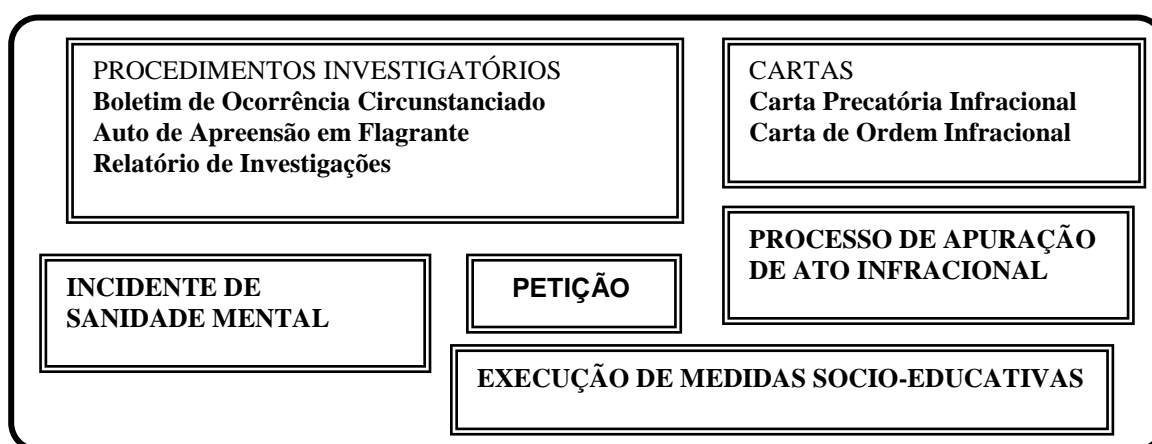 PROCEDIMENTOS INVESTIGATÓRIOS
Boletim de Ocorrência Circunstanciado
Auto de Apreensão em Flagrante
Relatório de Investigações
CARTAS
Carta Precatória Infracional
Carta de Ordem Infracional
PROCESSO DE APURAÇÃO
DE ATO INFRACIONAL
INCIDENTE DE
SANIDADE MENTAL
PETIÇÃO
EXECUÇÃO DE MEDIDAS SOCIO-EDUCATIVAS